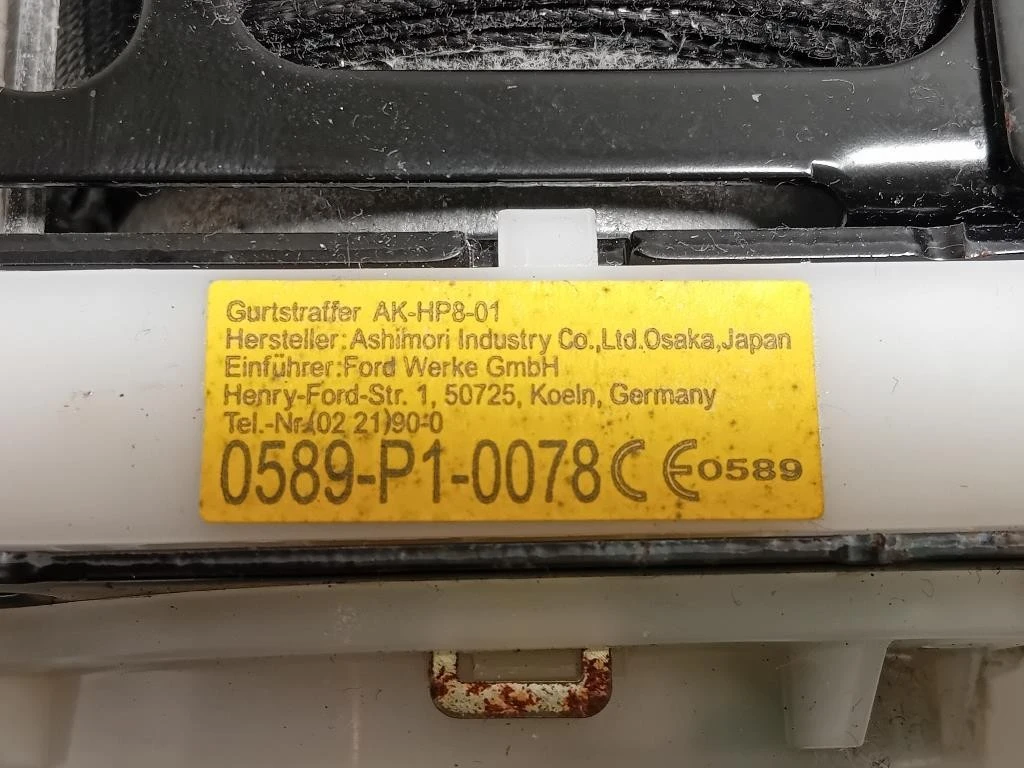 Gurtstraffer AK-HP8-01
Hersteller:Ashimori Industry Co.,Ltd.Osaka,Japan
Einführer:Ford Werke GmbH
Henry-Ford-Str. 1, 50725, Koeln, Germany
Tel.-Nr.(02 21)90-0
0589-P1-0078 CE 0589